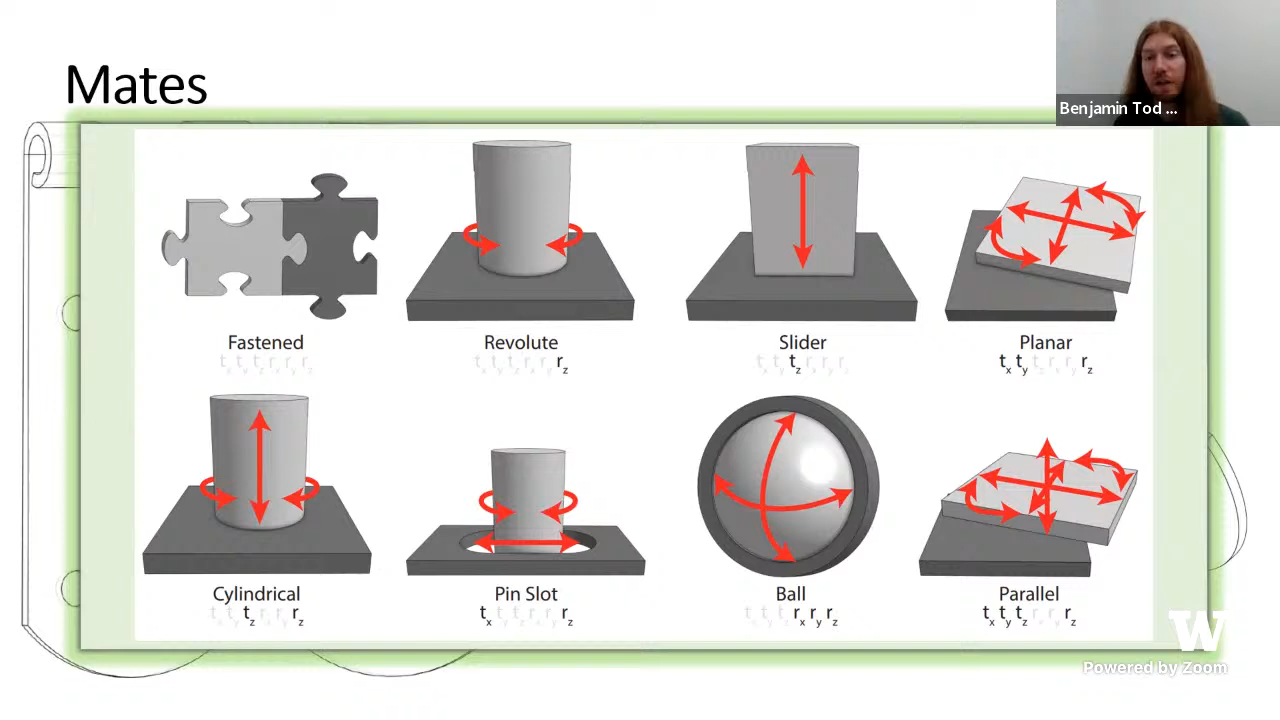 Mates
Benjamin Tod ...
Fastened
tx ty tz rx ry rz
Revolute
tx ty tz rx ry rz
Slider
tx ty tz rx ry rz
Planar
tx ty tz rx ry rz
Cylindrical
tx ty tz rx ry rz
Pin Slot
tx ty tz rx ry rz
Ball
tx ty tz rx ry rz
Parallel
tx ty tz rx ry rz
W
Powered by Zoom